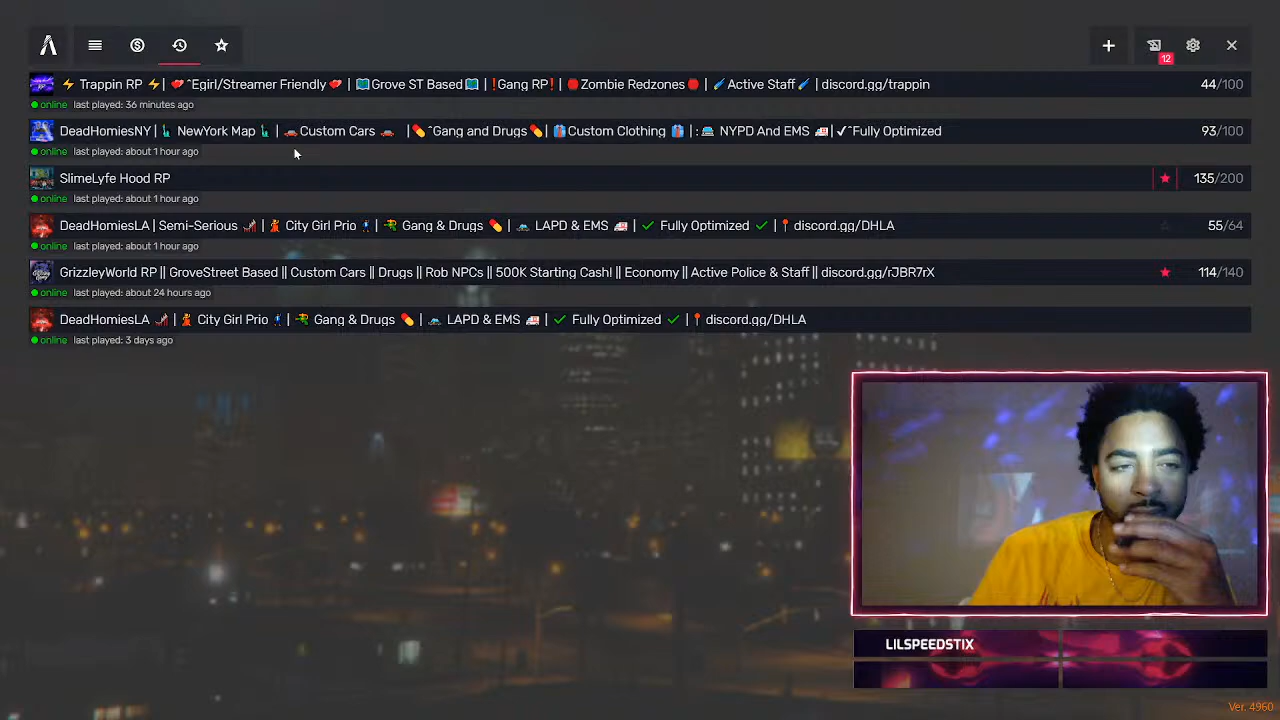 12
⚡ Trappin RP ⚡| 💔 ^Egirl/Streamer Friendly💔 | 🗺Grove ST Based🗺 | ❗Gang RP❗| 🔴Zombie Redzones🔴 | 🖌Active Staff🖌 | discord.gg/trappin 44/100
online last played: 36 minutes ago
DeadHomiesNY | 🗽 NewYork Map 🗽 | 🚗Custom Cars 🚗 |💊^Gang and Drugs 💊| 👕Custom Clothing 👕 | :🚔 NYPD And EMS 🚑|✔^Fully Optimized 93/100
online last played: about 1 hour ago
SlimeLyfe Hood RP ★ 135/200
online last played: about 1 hour ago
DeadHomiesLA | Semi-Serious 👠 | 💃 City Girl Prio 🕺 | 🔫 Gang & Drugs 💊 | 🚓 LAPD & EMS 🚑 | ✓ Fully Optimized ✓ | 📍discord.gg/DHLA 55/64
online last played: about 1 hour ago
GrizzleyWorld RP || GroveStreet Based || Custom Cars || Drugs || Rob NPCs || 500K Starting Cash! || Economy || Active Police & Staff || discord.gg/rJBR7rX ★ 114/140
online last played: about 24 hours ago
DeadHomiesLA 👠 | 💃 City Girl Prio 🕺 | 🔫 Gang & Drugs 💊 | 🚓 LAPD & EMS 🚑 | ✓ Fully Optimized ✓ | 📍discord.gg/DHLA
online last played: 3 days ago
LILSPEEDSTIX
Ver. 4960